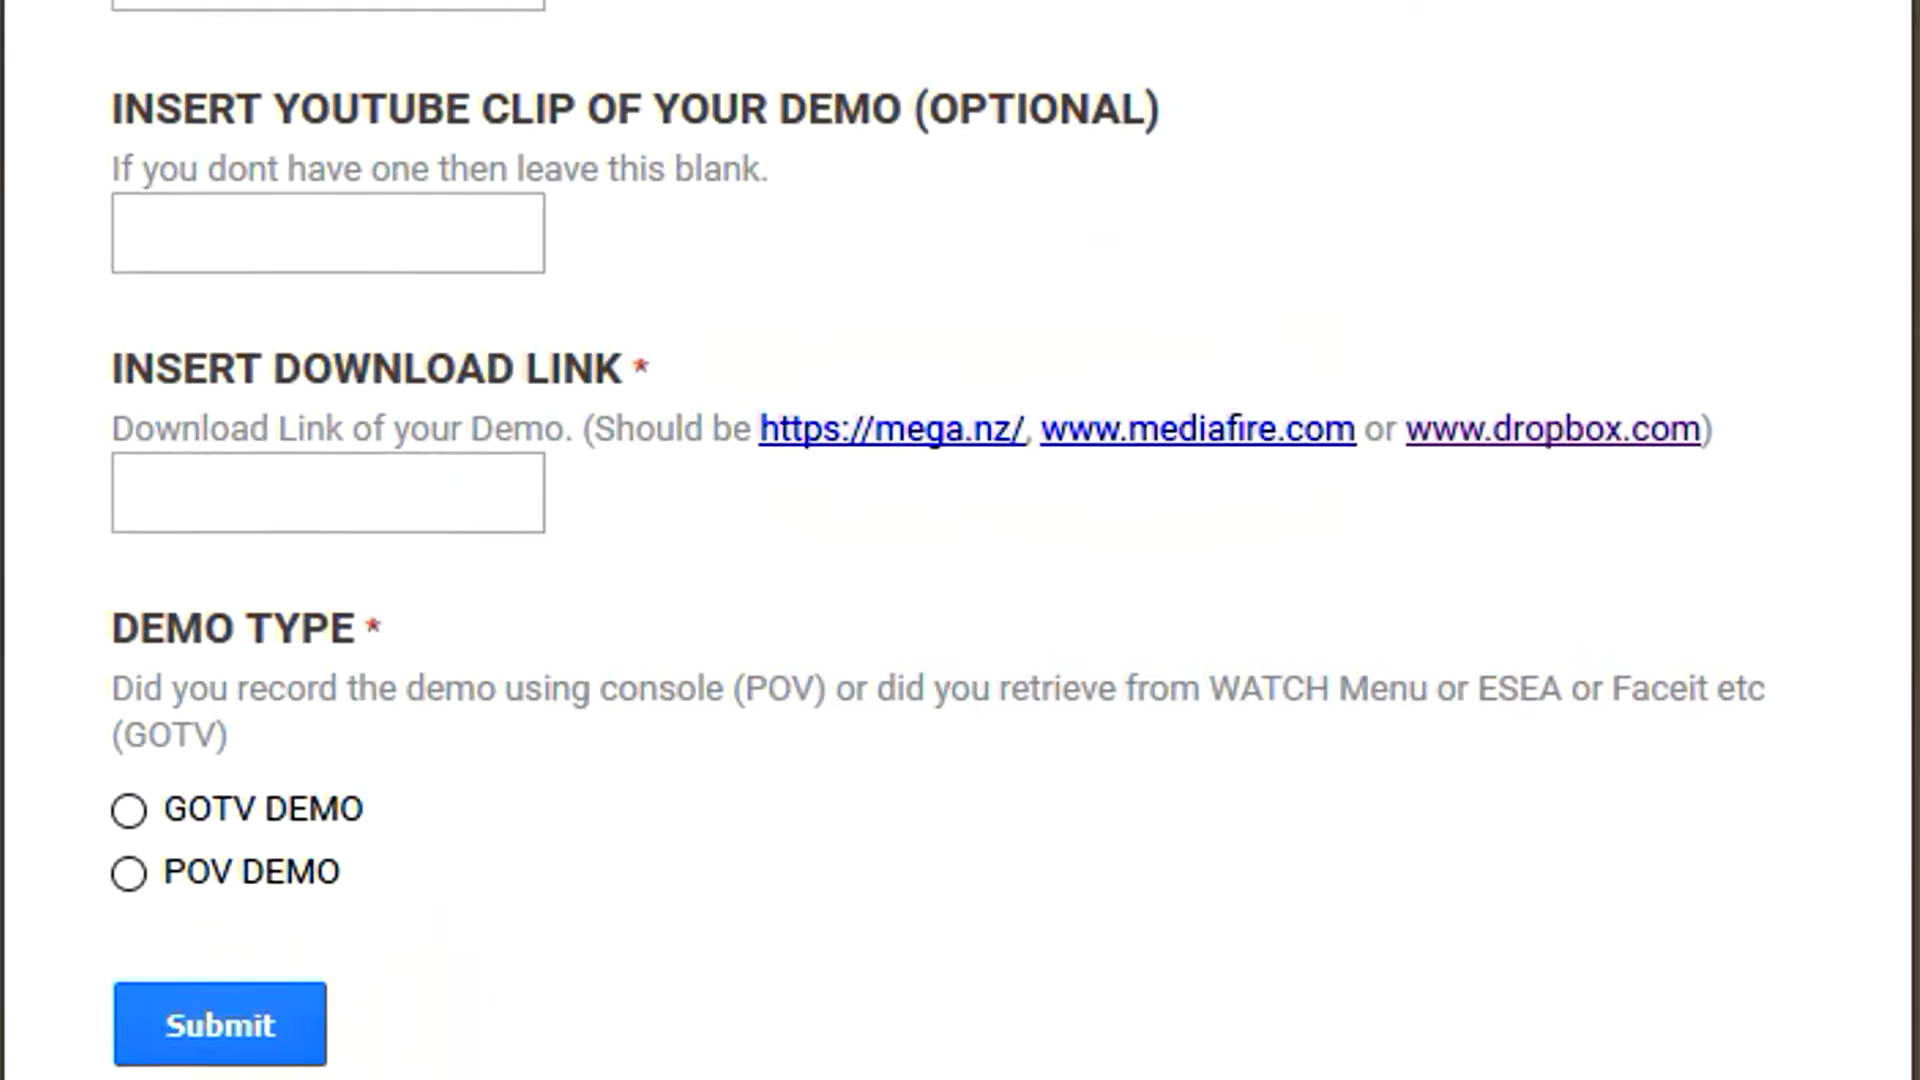 INSERT YOUTUBE CLIP OF YOUR DEMO (OPTIONAL)
If you dont have one then leave this blank.
INSERT DOWNLOAD LINK *
Download Link of your Demo. (Should be https://mega.nz/, www.mediafire.com or www.dropbox.com)
DEMO TYPE *
Did you record the demo using console (POV) or did you retrieve from WATCH Menu or ESEA or Faceit etc
(GOTV)
GOTV DEMO
POV DEMO
Submit